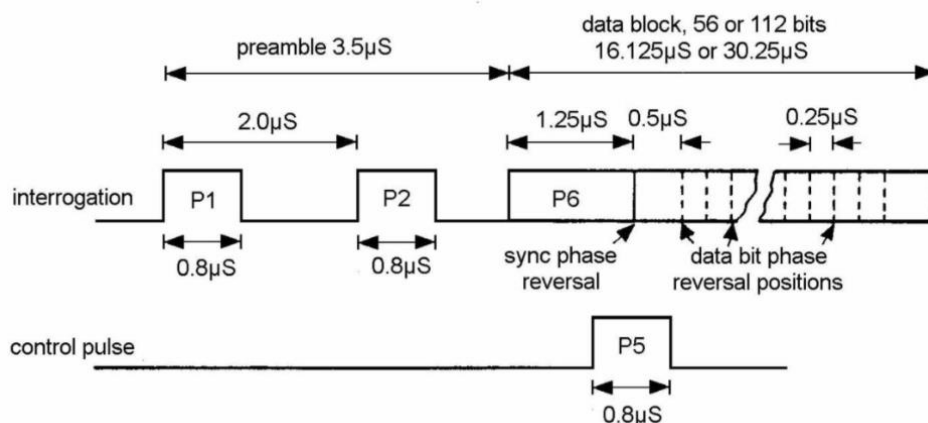 preamble 3.5µS
data block, 56 or 112 bits
16.125µS or 30.25µS
2.0µS
1.25µS
0.5µS
0.25µS
interrogation
P1
P2
P6
0.8µS
0.8µS
sync phase
reversal
data bit phase
reversal positions
control pulse
P5
0.8µS